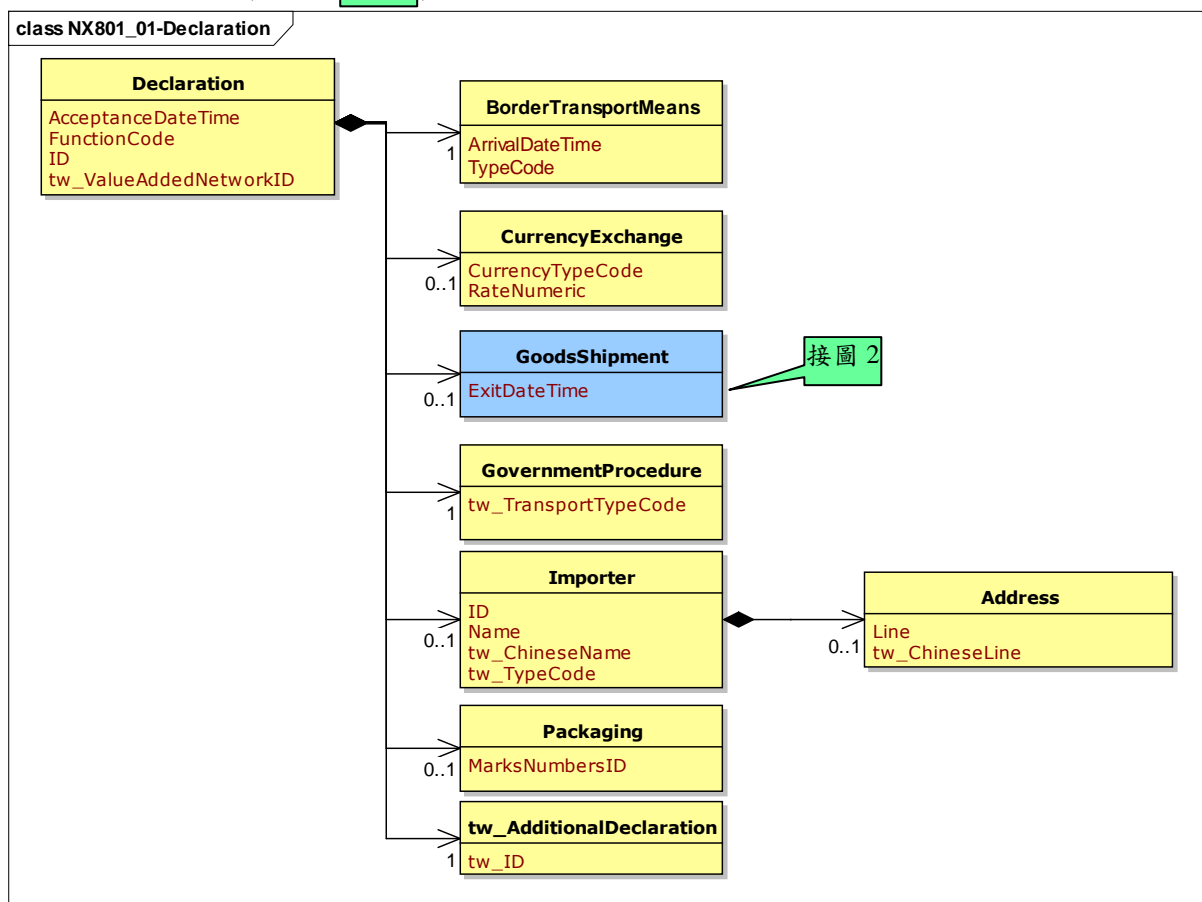 class NX801_01-Declaration
Declaration
AcceptanceDateTime
FunctionCode
ID
tw_ValueAddedNetworkID
BorderTransportMeans
ArrivalDateTime
TypeCode
1
CurrencyExchange
CurrencyTypeCode
RateNumeric
0..1
GoodsShipment
ExitDateTime
0..1
接圖 2
GovernmentProcedure
tw_TransportTypeCode
1
Importer
ID
Name
tw_ChineseName
tw_TypeCode
0..1
Address
Line
tw_ChineseLine
0..1
Packaging
MarksNumbersID
0..1
tw_AdditionalDeclaration
tw_ID
1